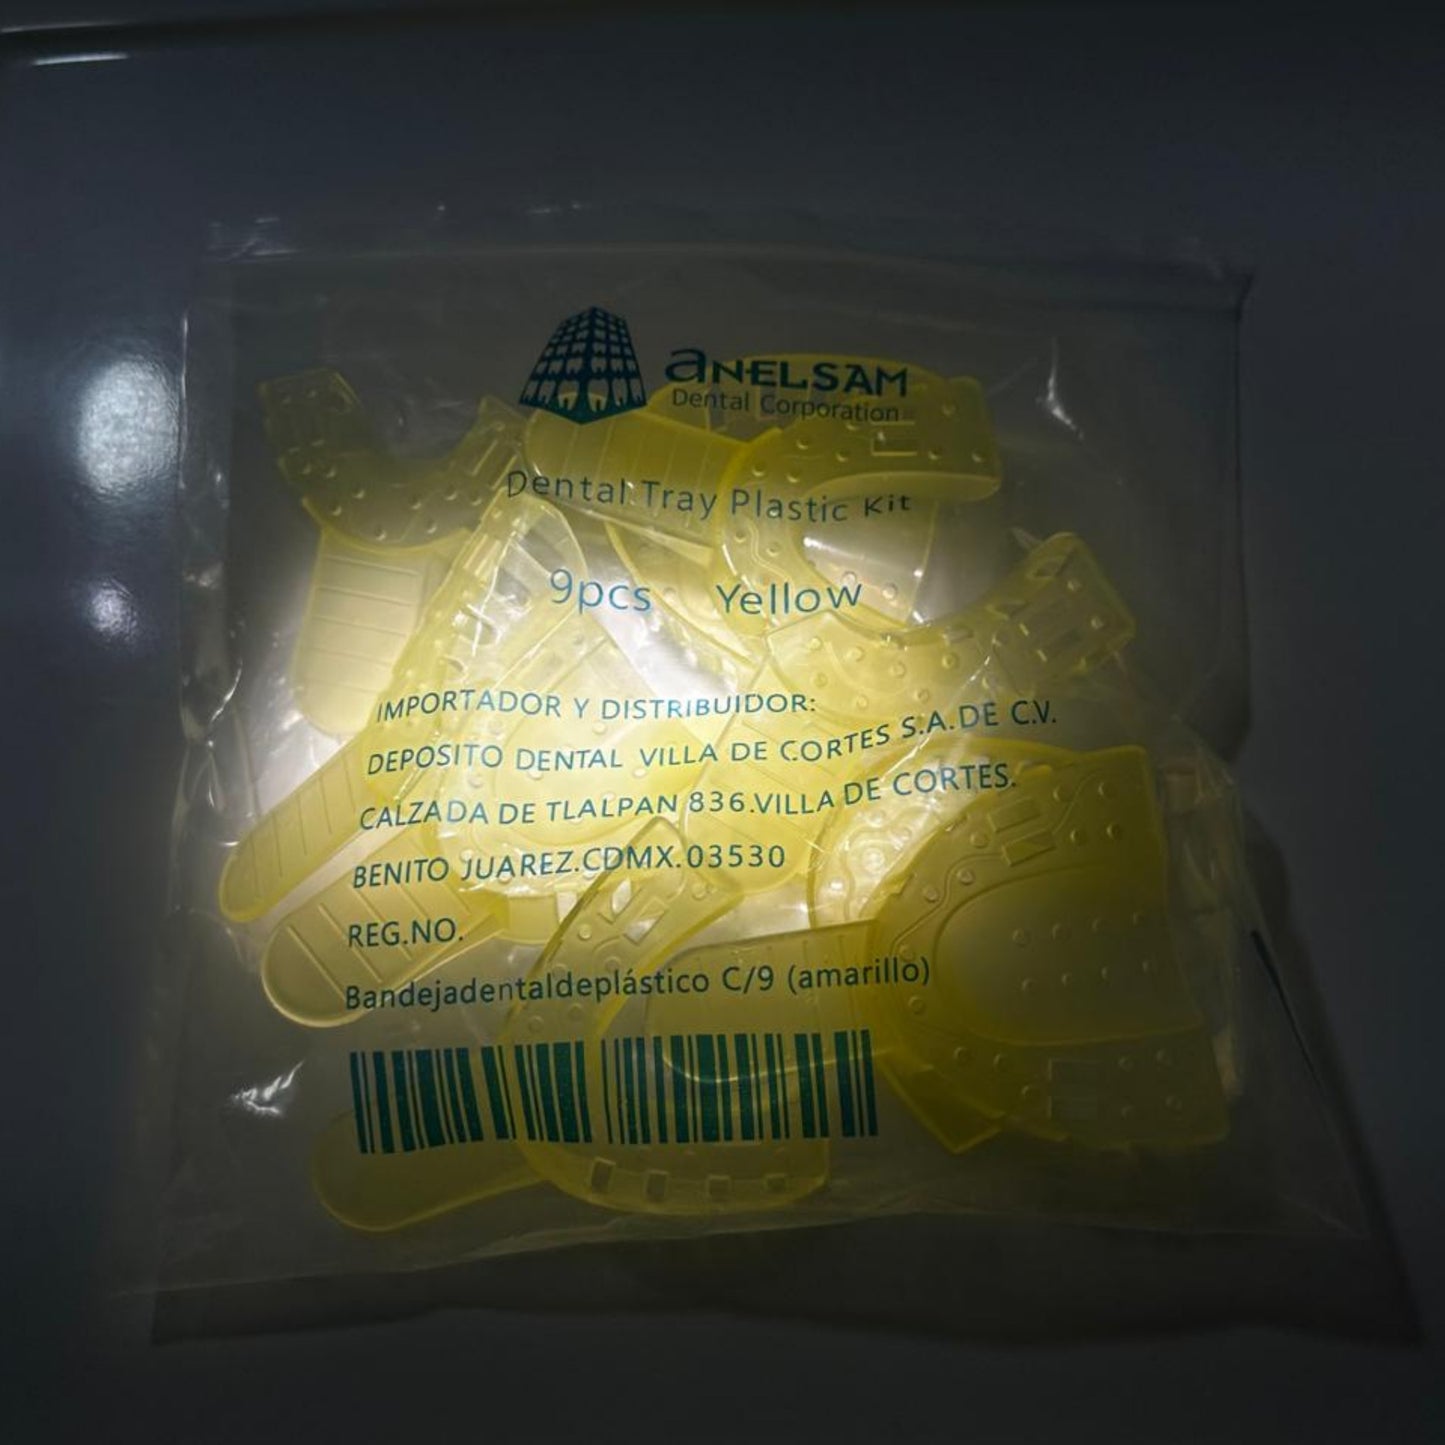 aNELSAM
Dental Corporation
Dental Tray Plastic Kit
9pcs Yellow
IMPORTADOR Y DISTRIBUIDOR:
DEPOSITO DENTAL VILLA DE CORTES S.A.DE C.V.
CALZADA DE TLALPAN 836.VILLA DE CORTES.
BENITO JUAREZ.CDMX.03530
REG.NO.
Bandejadentaldeplástico C/9 (amarillo)